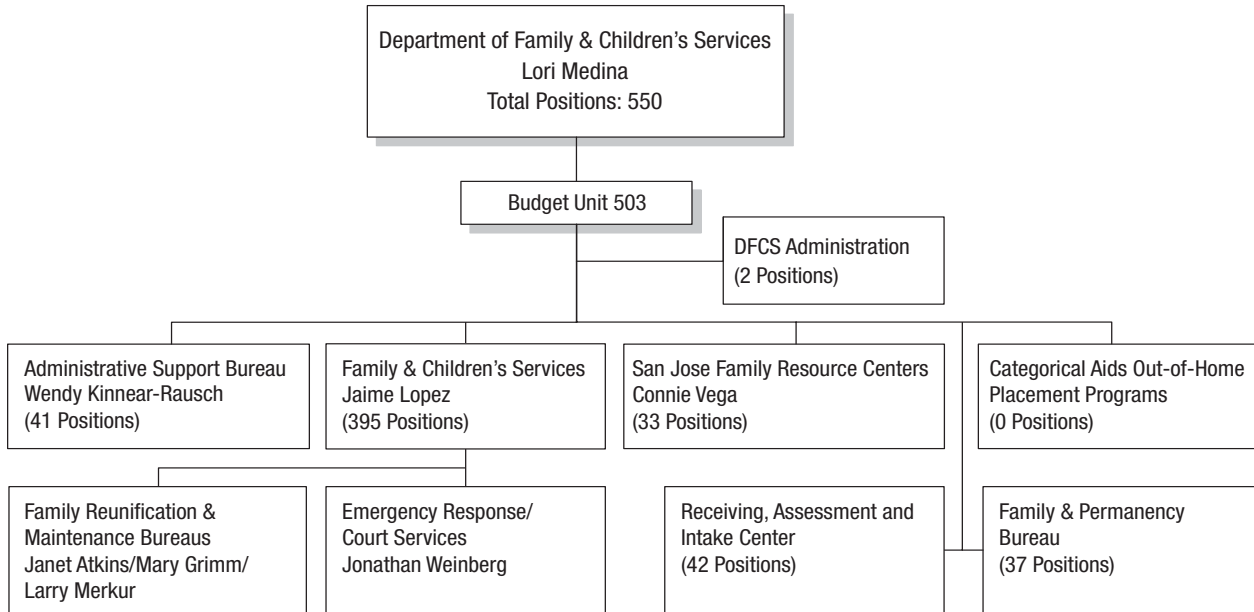 Department of Family & Children’s Services
Lori Medina
Total Positions: 550
Budget Unit 503
DFCS Administration
(2 Positions)
Administrative Support Bureau
Wendy Kinnear-Rausch
(41 Positions)
Family & Children’s Services
Jaime Lopez
(395 Positions)
San Jose Family Resource Centers
Connie Vega
(33 Positions)
Categorical Aids Out-of-Home
Placement Programs
(0 Positions)
Family Reunification &
Maintenance Bureaus
Janet Atkins/Mary Grimm/
Larry Merkur
Emergency Response/
Court Services
Jonathan Weinberg
Receiving, Assessment and
Intake Center
(42 Positions)
Family & Permanency
Bureau
(37 Positions)